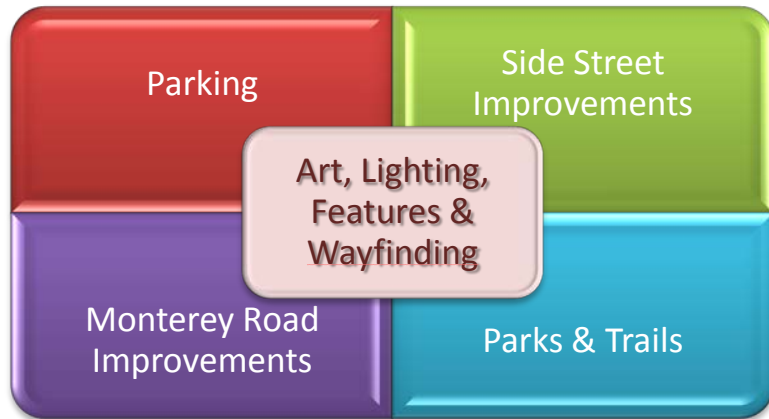 Parking
Side Street
Improvements
Art, Lighting,
Features &
Wayfinding
Monterey Road
Improvements
Parks & Trails